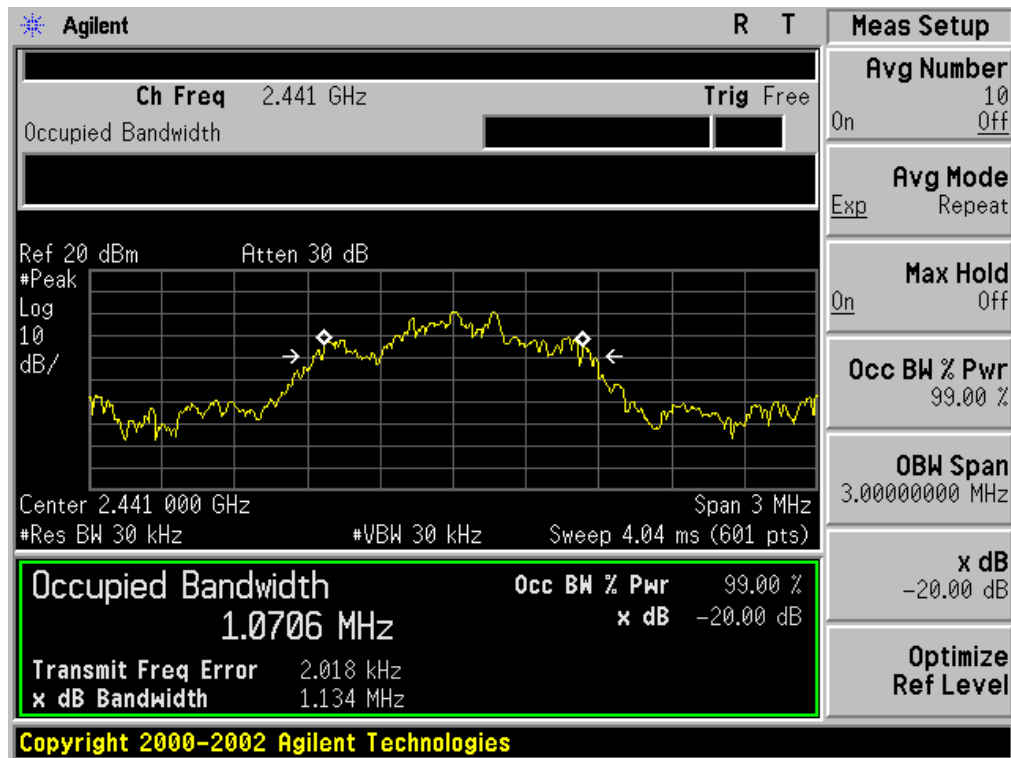 Agilent R T
Ch Freq 2.441 GHz Trig Free
Occupied Bandwidth
Ref 20 dBm Atten 30 dB
#Peak
Log
10
dB/
Center 2.441 000 GHz Span 3 MHz
#Res BW 30 kHz #VBW 30 kHz Sweep 4.04 ms (601 pts)
Occupied Bandwidth
1.0706 MHz
Occ BW % Pwr 99.00 %
x dB -20.00 dB
Transmit Freq Error 2.018 kHz
x dB Bandwidth 1.134 MHz
Copyright 2000-2002 Agilent Technologies
Meas Setup
Avg Number
10
On Off
Avg Mode
Exp Repeat
Max Hold
On Off
Occ BW % Pwr
99.00 %
OBW Span
3.00000000 MHz
x dB
-20.00 dB
Optimize
Ref Level